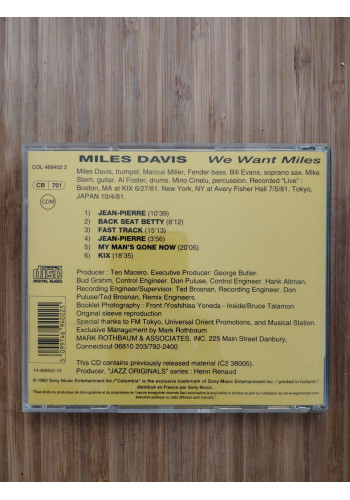 COL 469402 2
MILES DAVIS We Want Miles
CB 701
CDM
Miles Davis, trumpet. Marcus Miller, Fender bass. Bill Evans, soprano sax. Mike
Stern, guitar. Al Foster, drums. Mino Cinelu, percussion. Recorded "Live" :
Boston, MA at KIX 6/27/81. New York, NY at Avery Fisher Hall 7/5/81. Tokyo,
JAPAN 10/4/81.
1| JEAN-PIERRE (10'39)
2| BACK SEAT BETTY (8'12)
3| FAST TRACK (15'13)
4| JEAN-PIERRE (3'56)
5| MY MAN'S GONE NOW (20'05)
6| KIX (18'35)
COMPACT
disc
DIGITAL AUDIO
Producer : Teo Macero. Executive Producer : George Butler.
Bud Grahm, Control Engineer. Don Puluse, Control Engineer. Hank Altman,
Recording Engineer/Supervisor. Ted Brosnan, Recording Engineer. Don
Puluse/Ted Brosnan, Remix Engineers.
Booklet Photography : Front /Yoshihisa Yoneda - Inside/Bruce Talamon.
Original sleeve reproduction
Special thanks to FM Tokyo, Universal Orient Promotions, and Musical Station.
Exclusive Management by Mark Rothbaum
MARK ROTHBAUM & ASSOCIATES, INC. 225 Main Street Danbury,
Connecticut 06810 203/792-2400
This CD contains previously released material (C2 38005).
Producer, "JAZZ ORIGINALS" series : Henri Renaud
14-469402-10